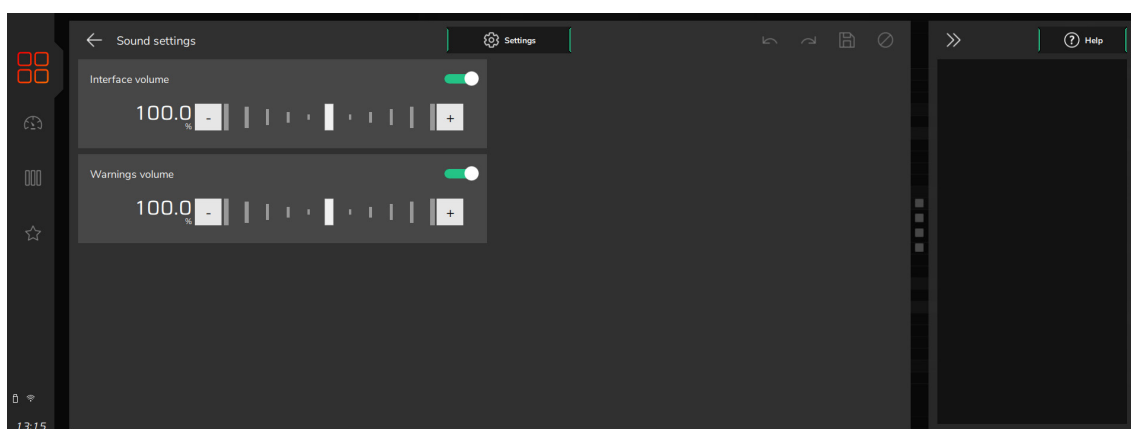 Sound settings
Settings
Help
Interface volume
100.0
%
-
+
Warnings volume
100.0
%
-
+
13:15